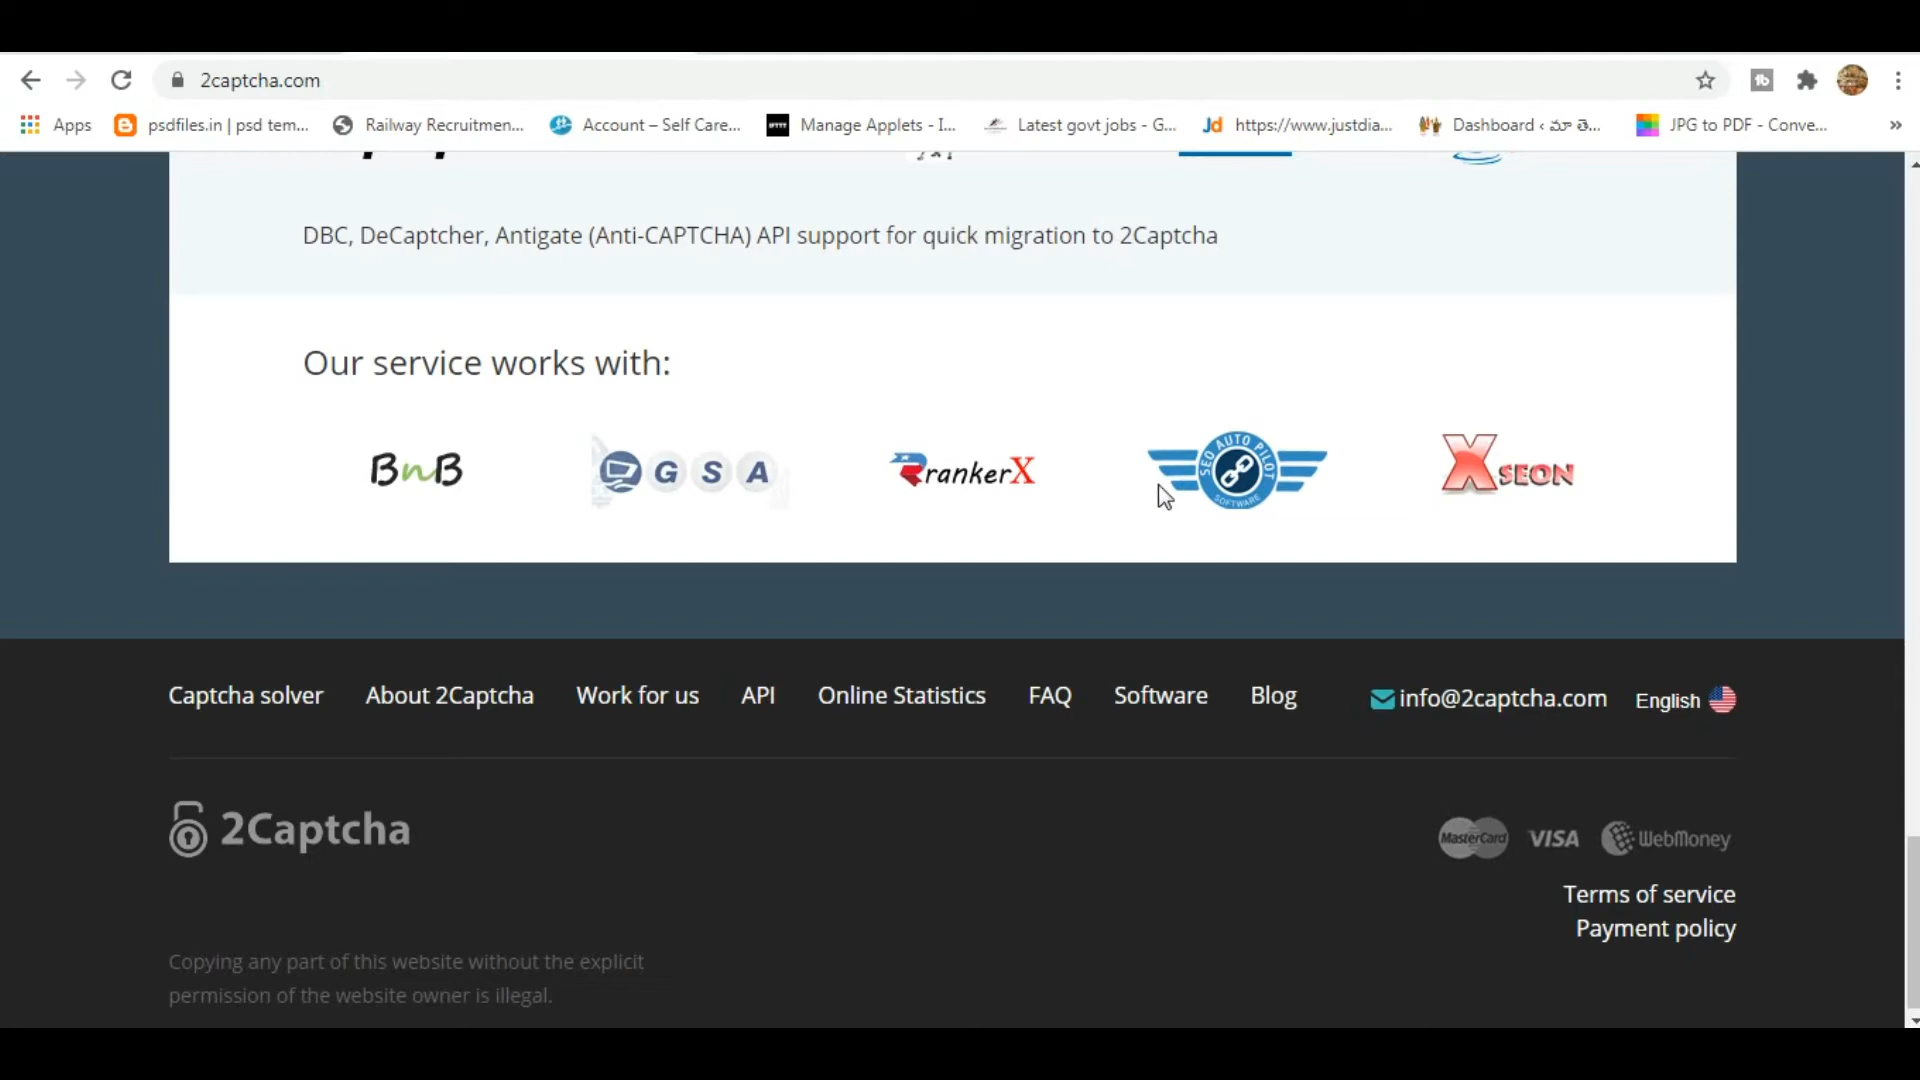 2captcha.com
Apps psdfiles.in | psd tem... Railway Recruitmen... Account – Self Care... Manage Applets - I... Latest govt jobs - G... Jd https://www.justdia... Dashboard ‹ మా తె... JPG to PDF - Conve... »
DBC, DeCaptcher, Antigate (Anti-CAPTCHA) API support for quick migration to 2Captcha
Our service works with:
BnB GSA rankerX SEO AUTO PILOT SOFTWARE XSEON
Captcha solver About 2Captcha Work for us API Online Statistics FAQ Software Blog info@2captcha.com English
2Captcha
MasterCard VISA WebMoney
Terms of service
Payment policy
Copying any part of this website without the explicit
permission of the website owner is illegal.